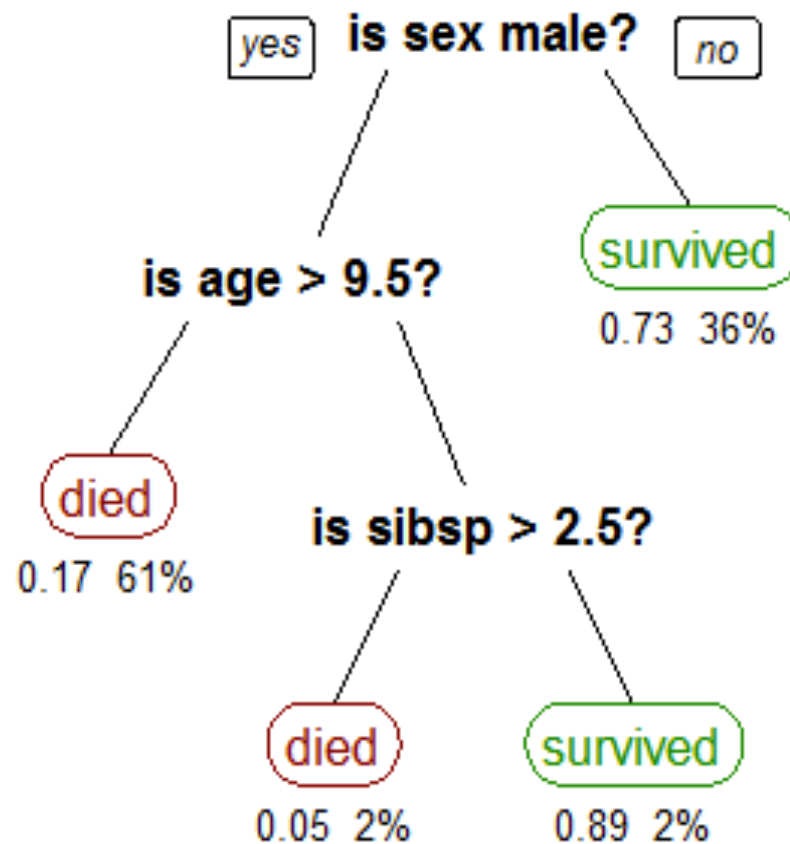 yes is sex male? no
survived
0.73 36%
is age > 9.5?
died
0.17 61%
is sibsp > 2.5?
died survived
0.05 2% 0.89 2%